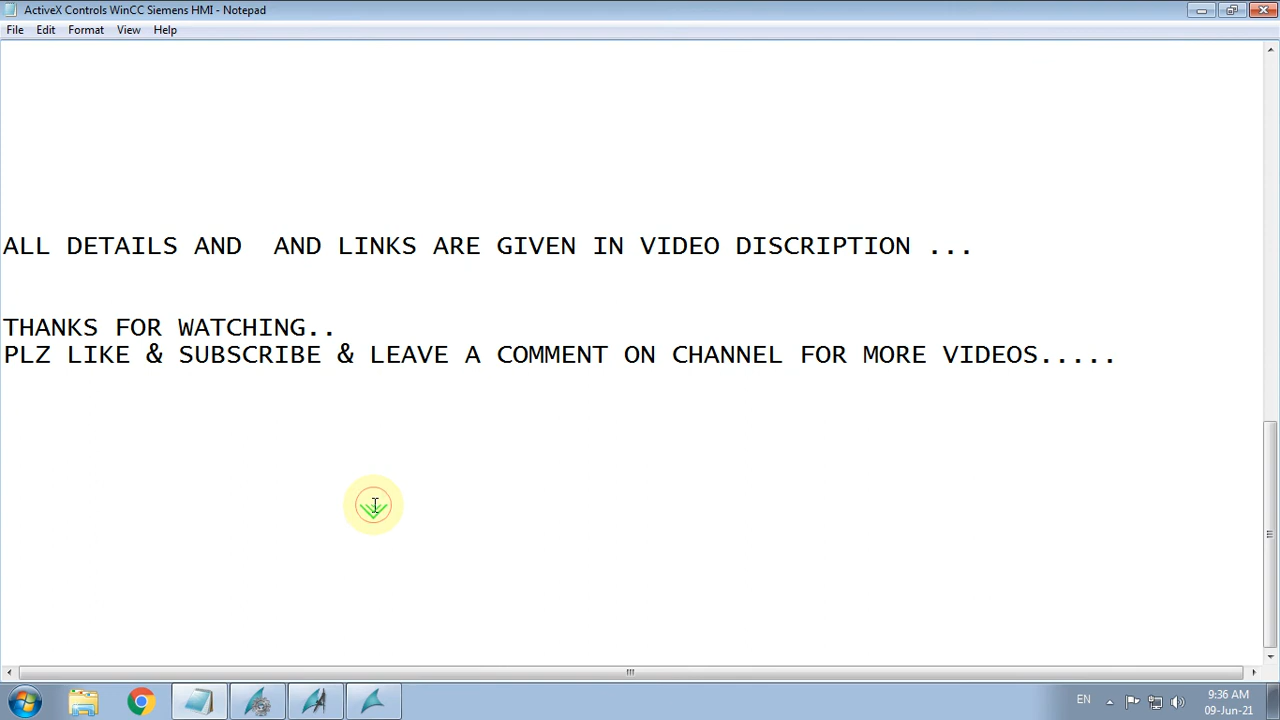 ActiveX Controls WinCC Siemens HMI - Notepad
File Edit Format View Help
ALL DETAILS AND  AND LINKS ARE GIVEN IN VIDEO DISCRIPTION ...
THANKS FOR WATCHING..
PLZ LIKE & SUBSCRIBE & LEAVE A COMMENT ON CHANNEL FOR MORE VIDEOS.....
EN
9:36 AM
09-Jun-21